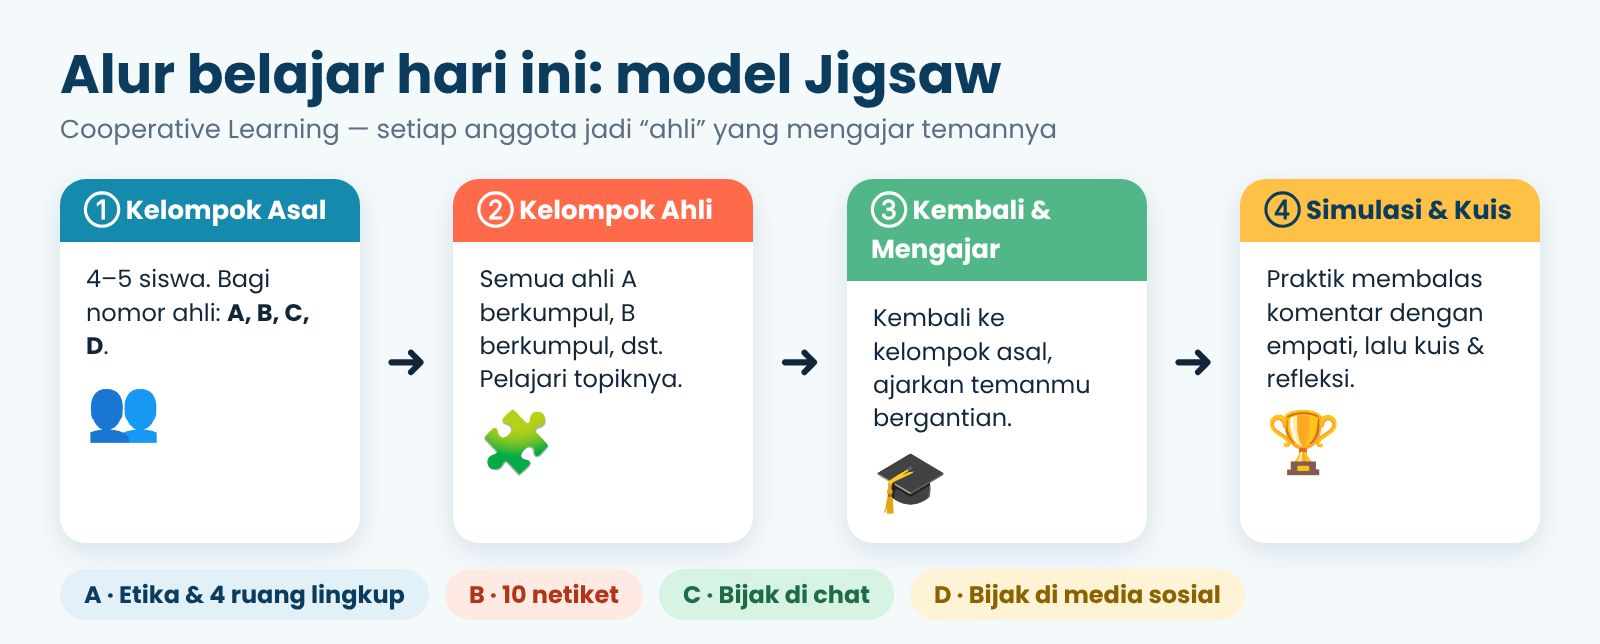 Alur belajar hari ini: model Jigsaw
Cooperative Learning — setiap anggota jadi “ahli” yang mengajar temannya
① Kelompok Asal
4–5 siswa. Bagi
nomor ahli: A, B, C,
D.
② Kelompok Ahli
Semua ahli A
berkumpul, B
berkumpul, dst.
Pelajari topiknya.
③ Kembali &
Mengajar
Kembali ke
kelompok asal,
ajarkan temanmu
bergantian.
④ Simulasi & Kuis
Praktik membalas
komentar dengan
empati, lalu kuis &
refleksi.
A · Etika & 4 ruang lingkup
B · 10 netiket
C · Bijak di chat
D · Bijak di media sosial